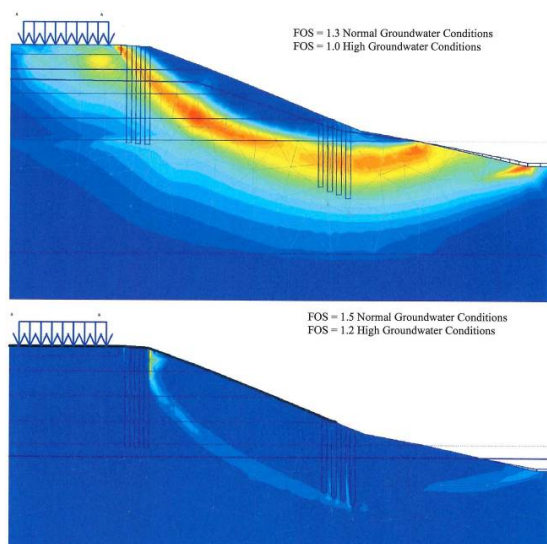 A A
FOS = 1.3 Normal Groundwater Conditions
FOS = 1.0 High Groundwater Conditions
A A
FOS = 1.5 Normal Groundwater Conditions
FOS = 1.2 High Groundwater Conditions